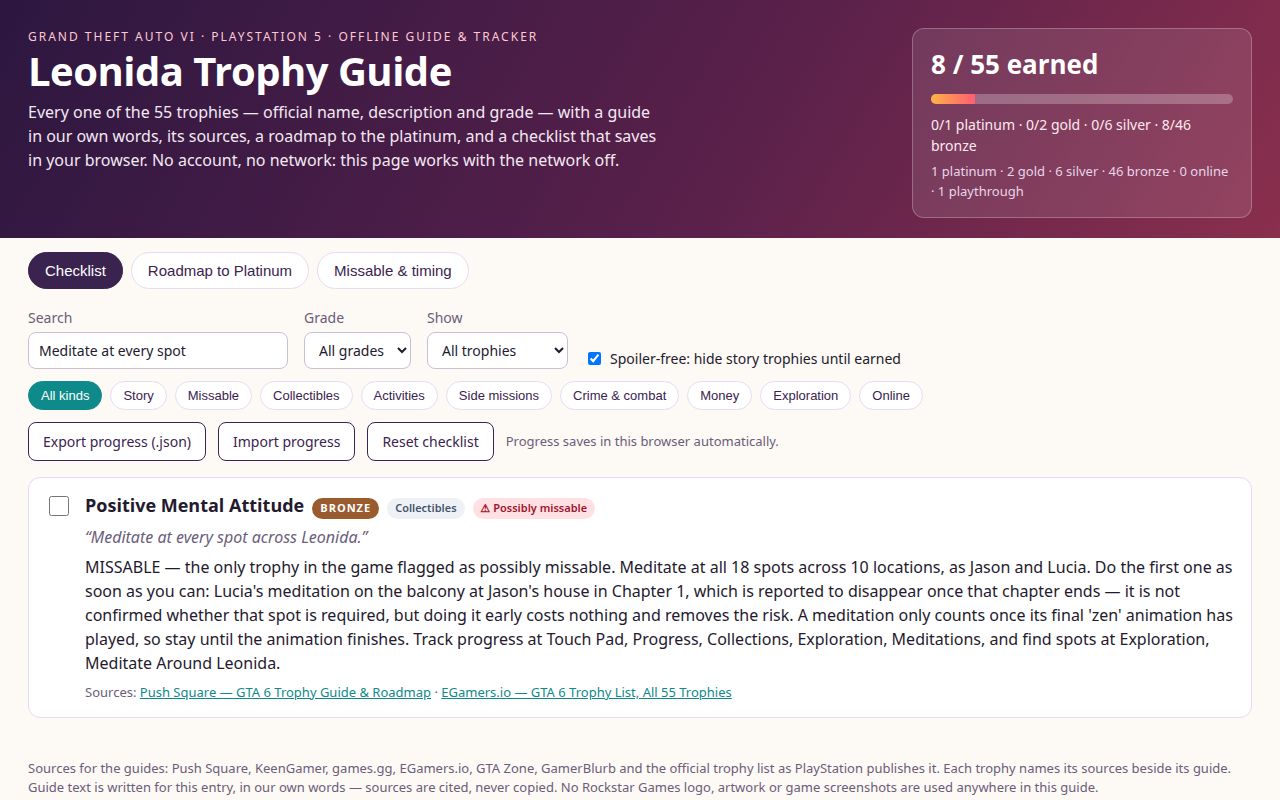 GRAND THEFT AUTO VI · PLAYSTATION 5 · OFFLINE GUIDE & TRACKER
Leonida Trophy Guide
Every one of the 55 trophies — official name, description and grade — with a guide
in our own words, its sources, a roadmap to the platinum, and a checklist that saves
in your browser. No account, no network: this page works with the network off.
8 / 55 earned
0/1 platinum · 0/2 gold · 0/6 silver · 8/46
bronze
1 platinum · 2 gold · 6 silver · 46 bronze · 0 online
· 1 playthrough
Checklist
Roadmap to Platinum
Missable & timing
Search
Grade
Show
Meditate at every spot
All grades
All trophies
Spoiler-free: hide story trophies until earned
All kinds
Story
Missable
Collectibles
Activities
Side missions
Crime & combat
Money
Exploration
Online
Export progress (.json)
Import progress
Reset checklist
Progress saves in this browser automatically.
Positive Mental Attitude
BRONZE
Collectibles
⚠ Possibly missable
“Meditate at every spot across Leonida.”
MISSABLE — the only trophy in the game flagged as possibly missable. Meditate at all 18 spots across 10 locations, as Jason and Lucia. Do the first one as
soon as you can: Lucia's meditation on the balcony at Jason's house in Chapter 1, which is reported to disappear once that chapter ends — it is not
confirmed whether that spot is required, but doing it early costs nothing and removes the risk. A meditation only counts once its final 'zen' animation has
played, so stay until the animation finishes. Track progress at Touch Pad, Progress, Collections, Exploration, Meditations, and find spots at Exploration,
Meditate Around Leonida.
Sources: Push Square — GTA 6 Trophy Guide & Roadmap · EGamers.io — GTA 6 Trophy List, All 55 Trophies
Sources for the guides: Push Square, KeenGamer, games.gg, EGamers.io, GTA Zone, GamerBlurb and the official trophy list as PlayStation publishes it. Each trophy names its sources beside its guide.
Guide text is written for this entry, in our own words — sources are cited, never copied. No Rockstar Games logo, artwork or game screenshots are used anywhere in this guide.